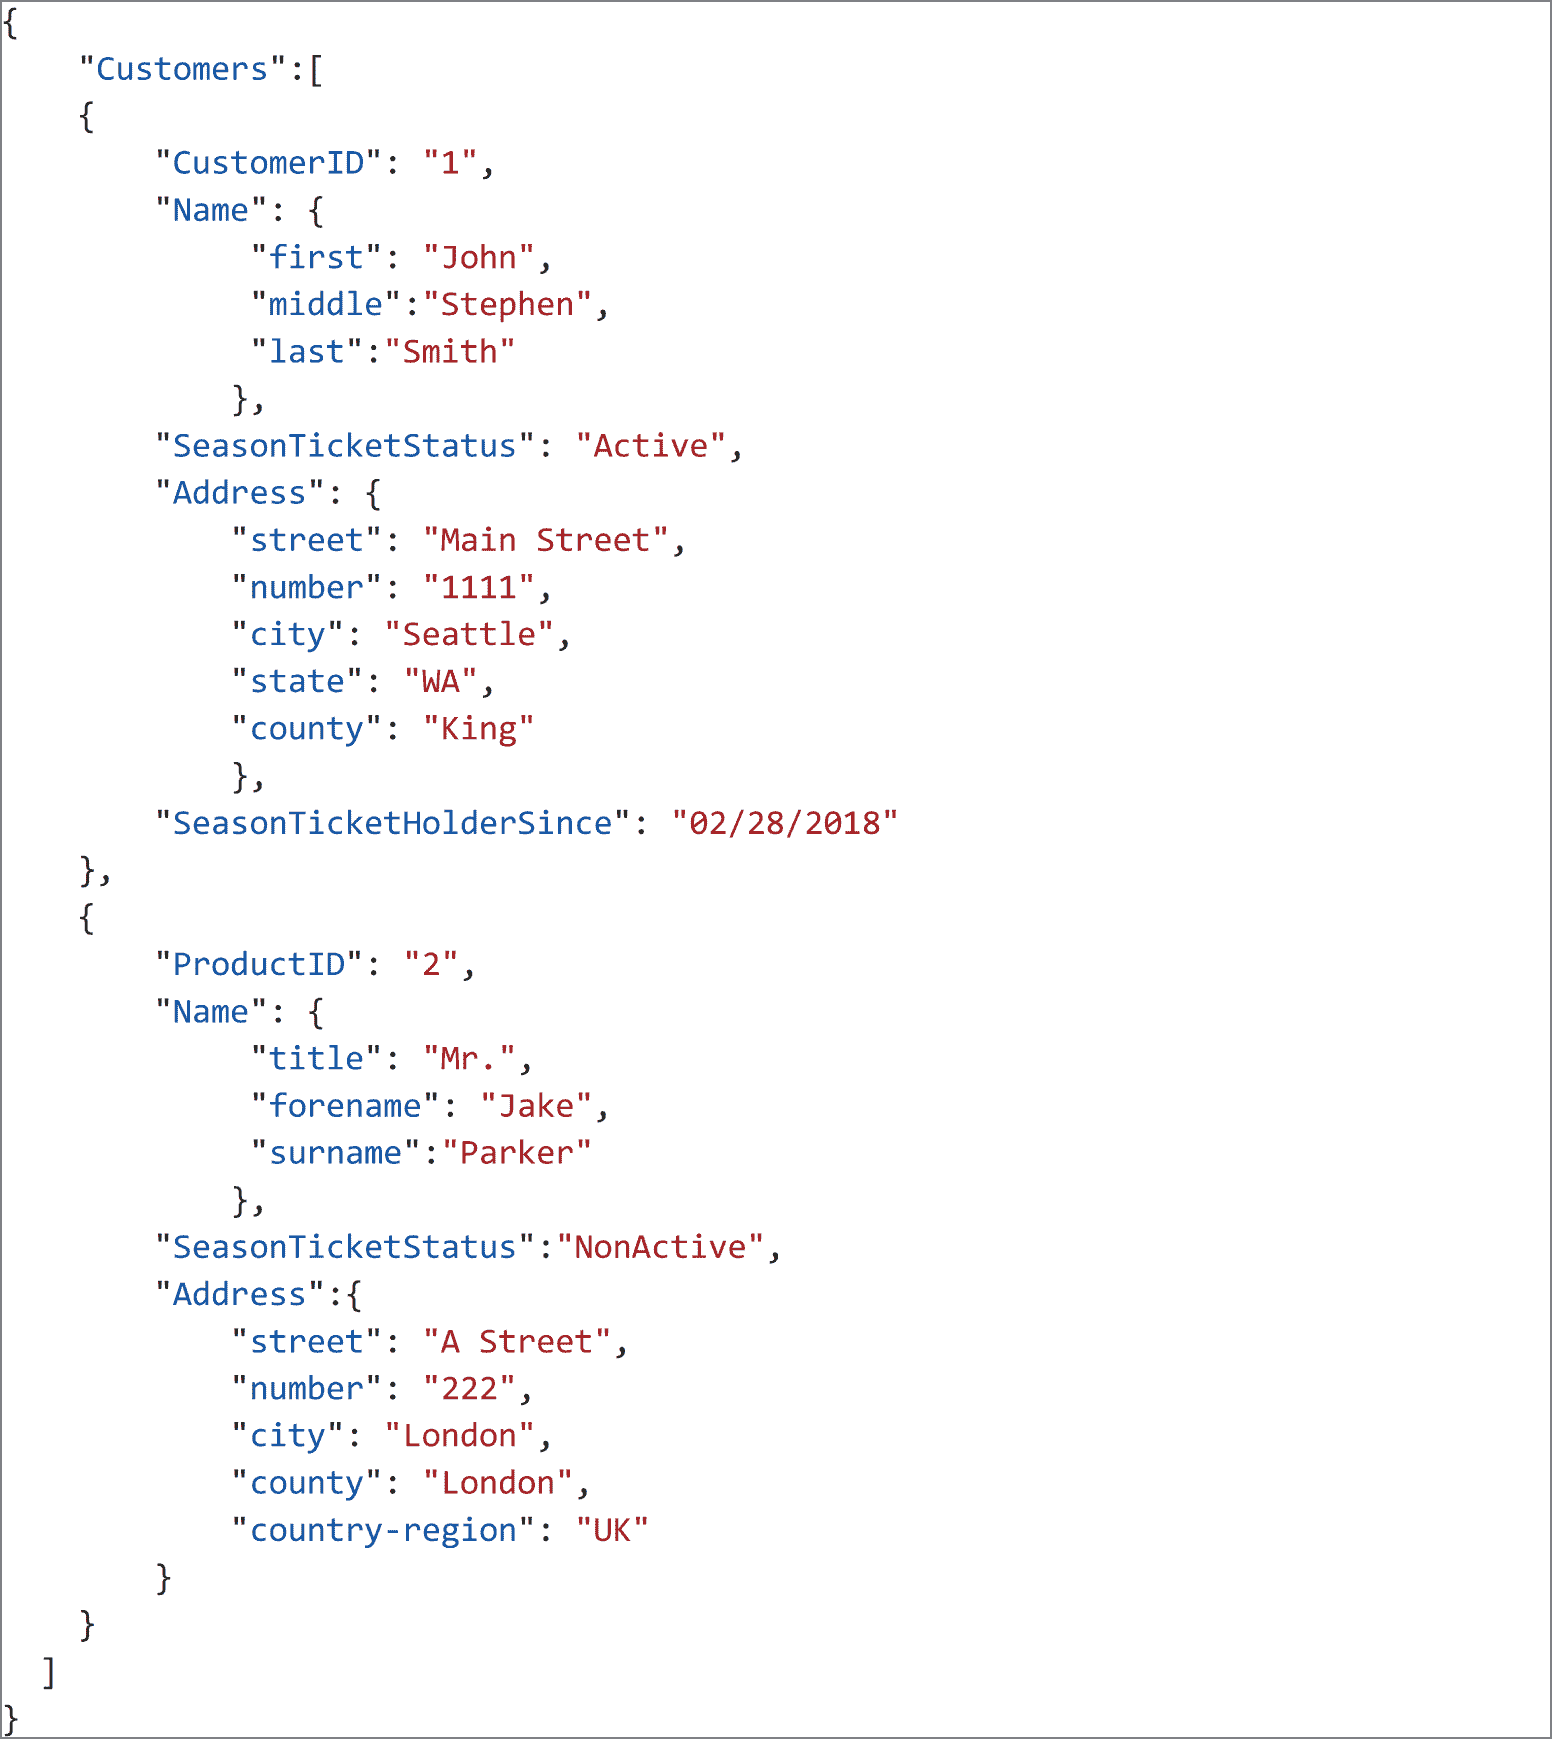 {
"Customers":[
{
"CustomerID": "1",
"Name": {
"first": "John",
"middle":"Stephen",
"last":"Smith"
},
"SeasonTicketStatus": "Active",
"Address": {
"street": "Main Street",
"number": "1111",
"city": "Seattle",
"state": "WA",
"county": "King"
},
"SeasonTicketHolderSince": "02/28/2018"
},
{
"ProductID": "2",
"Name": {
"title": "Mr.",
"forename": "Jake",
"surname":"Parker"
},
"SeasonTicketStatus":"NonActive",
"Address":{
"street": "A Street",
"number": "222",
"city": "London",
"county": "London",
"country-region": "UK"
}
}
]
}